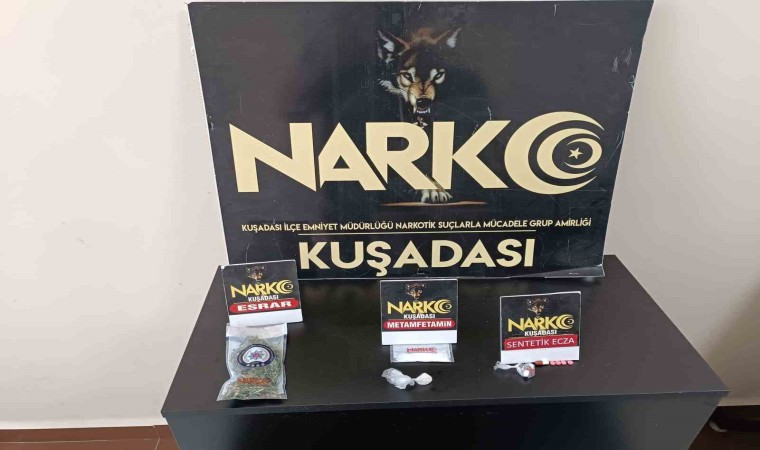 NARKO
KUŞADASI İLÇE EMNİYET MÜDÜRLÜĞÜ NARKOTİK SUÇLARLA MÜCADELE GRUP AMİRLİĞİ
KUŞADASI
NARKO
KUŞADASI
ESRAR
NARKO
KUŞADASI
METAMFETAMİN
NARKO
KUŞADASI
SENTETİK ECZA